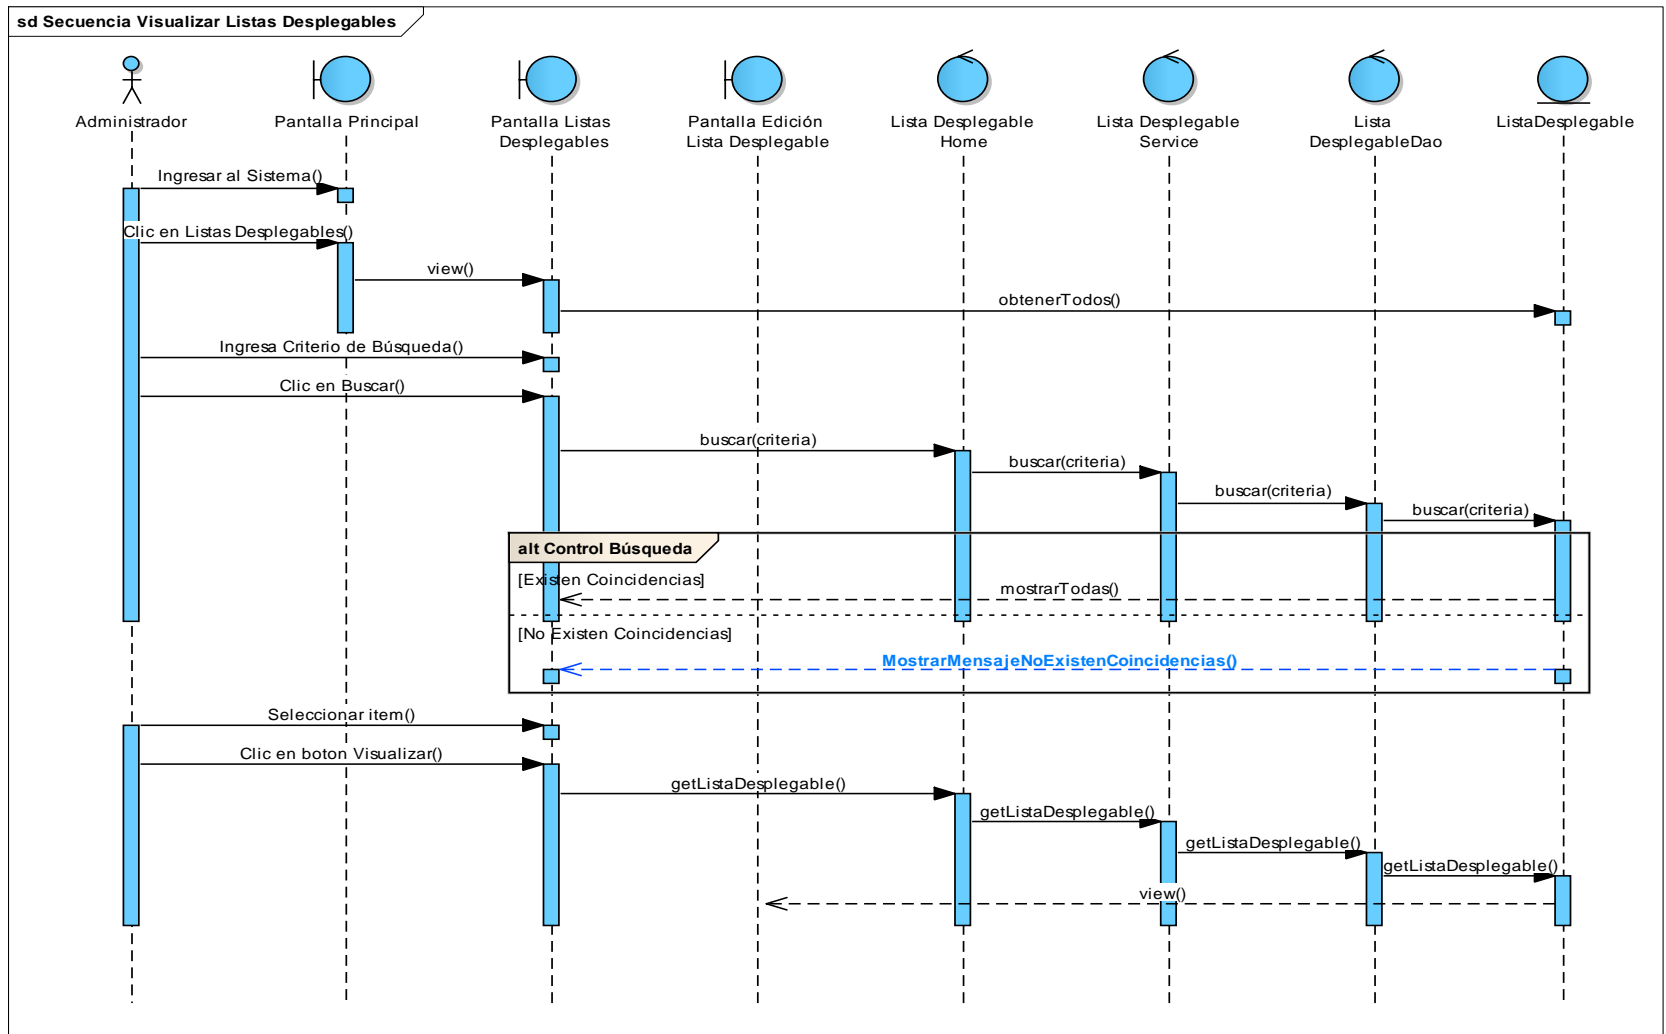 sd Secuencia Visualizar Listas Desplegables
Administrador
Pantalla Principal
Pantalla Listas
Desplegables
Pantalla Edición
Lista Desplegable
Lista Desplegable
Home
Lista Desplegable
Service
Lista
DesplegableDao
ListaDesplegable
Ingresar al Sistema()
Clic en Listas Desplegables()
view()
obtenerTodos()
Ingresa Criterio de Búsqueda()
Clic en Buscar()
buscar(criteria)
buscar(criteria)
buscar(criteria)
buscar(criteria)
alt Control Búsqueda
[Existen Coincidencias]
mostrarTodas()
[No Existen Coincidencias]
MostrarMensajeNoExistenCoincidencias()
Seleccionar item()
Clic en boton Visualizar()
getListaDesplegable()
getListaDesplegable()
getListaDesplegable()
getListaDesplegable()
view()